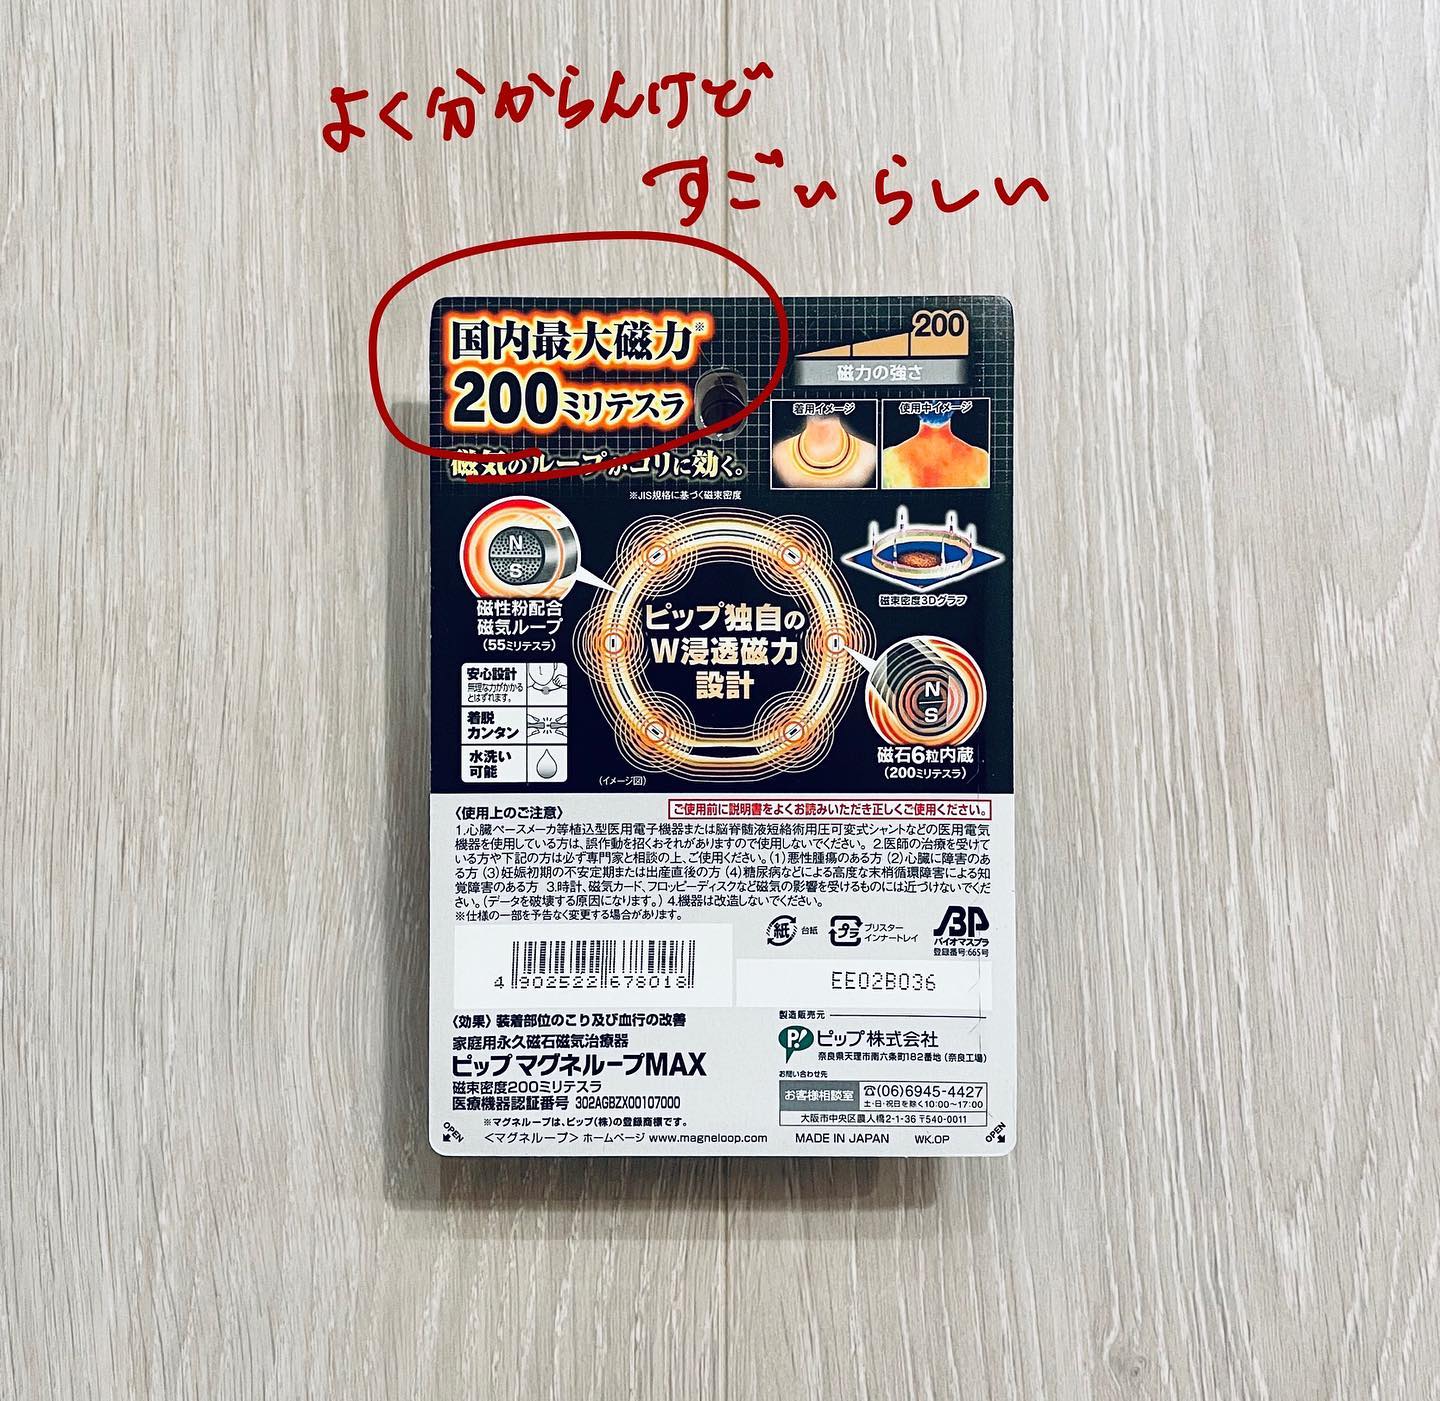 よく分からんけど
すごいらしい
国内最大磁力※
200ミリテスラ
200
磁力の強さ
着用イメージ
使用中イメージ
磁気のループがコリに効く。
※JIS規格に基づく磁束密度
N
S
磁性粉配合
磁気ループ
(55ミリテスラ)
ピップ独自の
W浸透磁力
設計
磁束密度3Dグラフ
安心設計
無理な力がかかる
とはずれます。
着脱
カンタン
水洗い
可能
N
S
磁石6粒内蔵
(200ミリテスラ)
(イメージ図)
〈使用上のご注意〉
ご使用前に説明書をよくお読みいただき正しくご使用ください。
1.心臓ペースメーカ等植込型医用電子機器または脳脊髄液短絡術用圧可変式シャントなどの医用電気
機器を使用している方は、誤作動を招くおそれがありますので使用しないでください。 2.医師の治療を受けて
いる方や下記の方は必ず専門家と相談の上、ご使用ください。(1)悪性腫瘍のある方 (2)心臓に障害のあ
る方 (3)妊娠初期の不安定期または出産直後の方 (4)糖尿病などによる高度な末梢循環障害による知
覚障害のある方 3.時計、磁気カード、フロッピーディスクなど磁気の影響を受けるものには近づけないでくだ
さい。(データを破壊する原因になります。) 4.機器は改造しないでください。
※仕様の一部を予告なく変更する場合があります。
紙
台紙
プラ
ブリスター
インナートレイ
BP
バイオマスプラ
登録番号:665号
4 902522 678018
EE02B036
〈効果〉装着部位のこり及び血行の改善
家庭用永久磁石磁気治療器
ピップ マグネループMAX
磁束密度200ミリテスラ
医療機器認証番号 302AGBZX00107000
※マグネループは、ピップ(株)の登録商標です。
製造販売元
P!
ピップ株式会社
奈良県天理市南六条町182番地 (奈良工場)
お問い合わせ先
お客様相談室
☎(06)6945-4427
土・日・祝日を除く10:00〜17:00
大阪市中央区農人橋2-1-36 〒540-0011
OPEN
<マグネループ> ホームページ www.magneloop.com
MADE IN JAPAN
WK.OP
OPEN